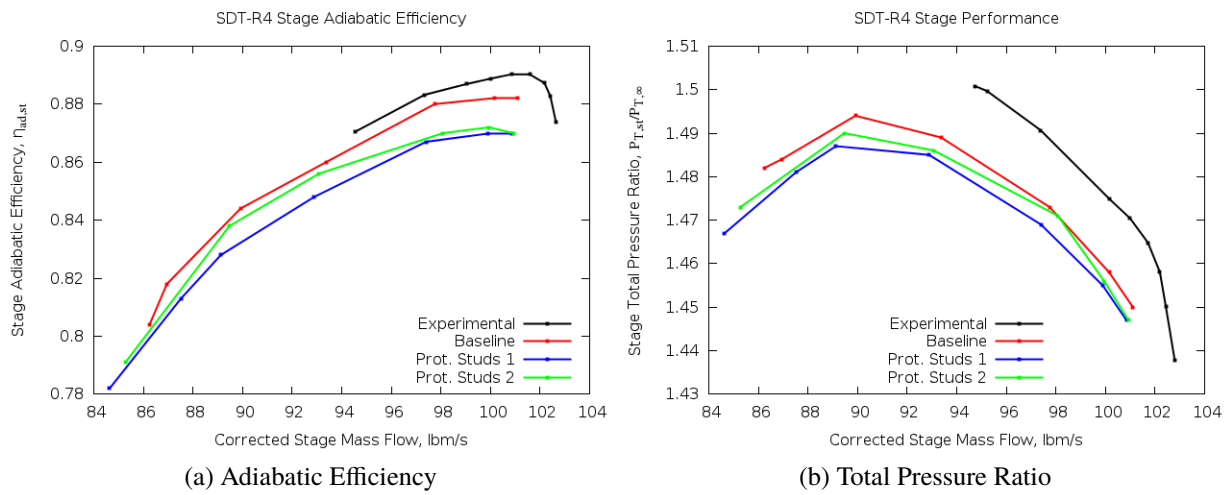 SDT-R4 Stage Adiabatic Efficiency
Stage Adiabatic Efficiency, η_ad,st
0.9
0.88
0.86
0.84
0.82
0.8
0.78
Experimental
Baseline
Prot. Studs 1
Prot. Studs 2
84 86 88 90 92 94 96 98 100 102 104
Corrected Stage Mass Flow, lbm/s
(a) Adiabatic Efficiency
SDT-R4 Stage Performance
Stage Total Pressure Ratio, P_T,st/P_T,∞
1.51
1.5
1.49
1.48
1.47
1.46
1.45
1.44
1.43
Experimental
Baseline
Prot. Studs 1
Prot. Studs 2
84 86 88 90 92 94 96 98 100 102 104
Corrected Stage Mass Flow, lbm/s
(b) Total Pressure Ratio